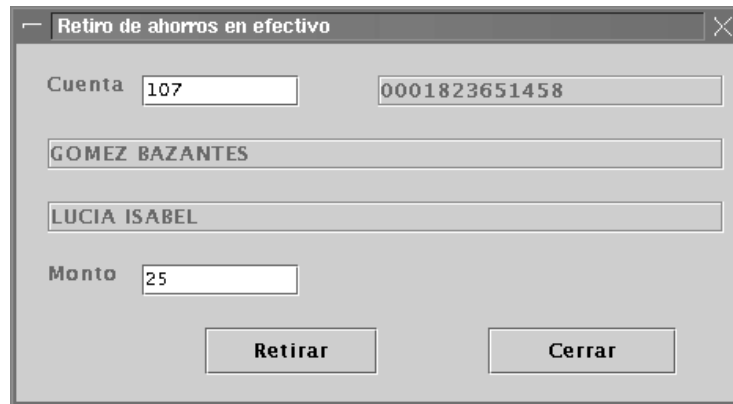 Retiro de ahorros en efectivo
Cuenta 107 0001823651458
GOMEZ BAZANTES
LUCIA ISABEL
Monto 25
Retirar Cerrar